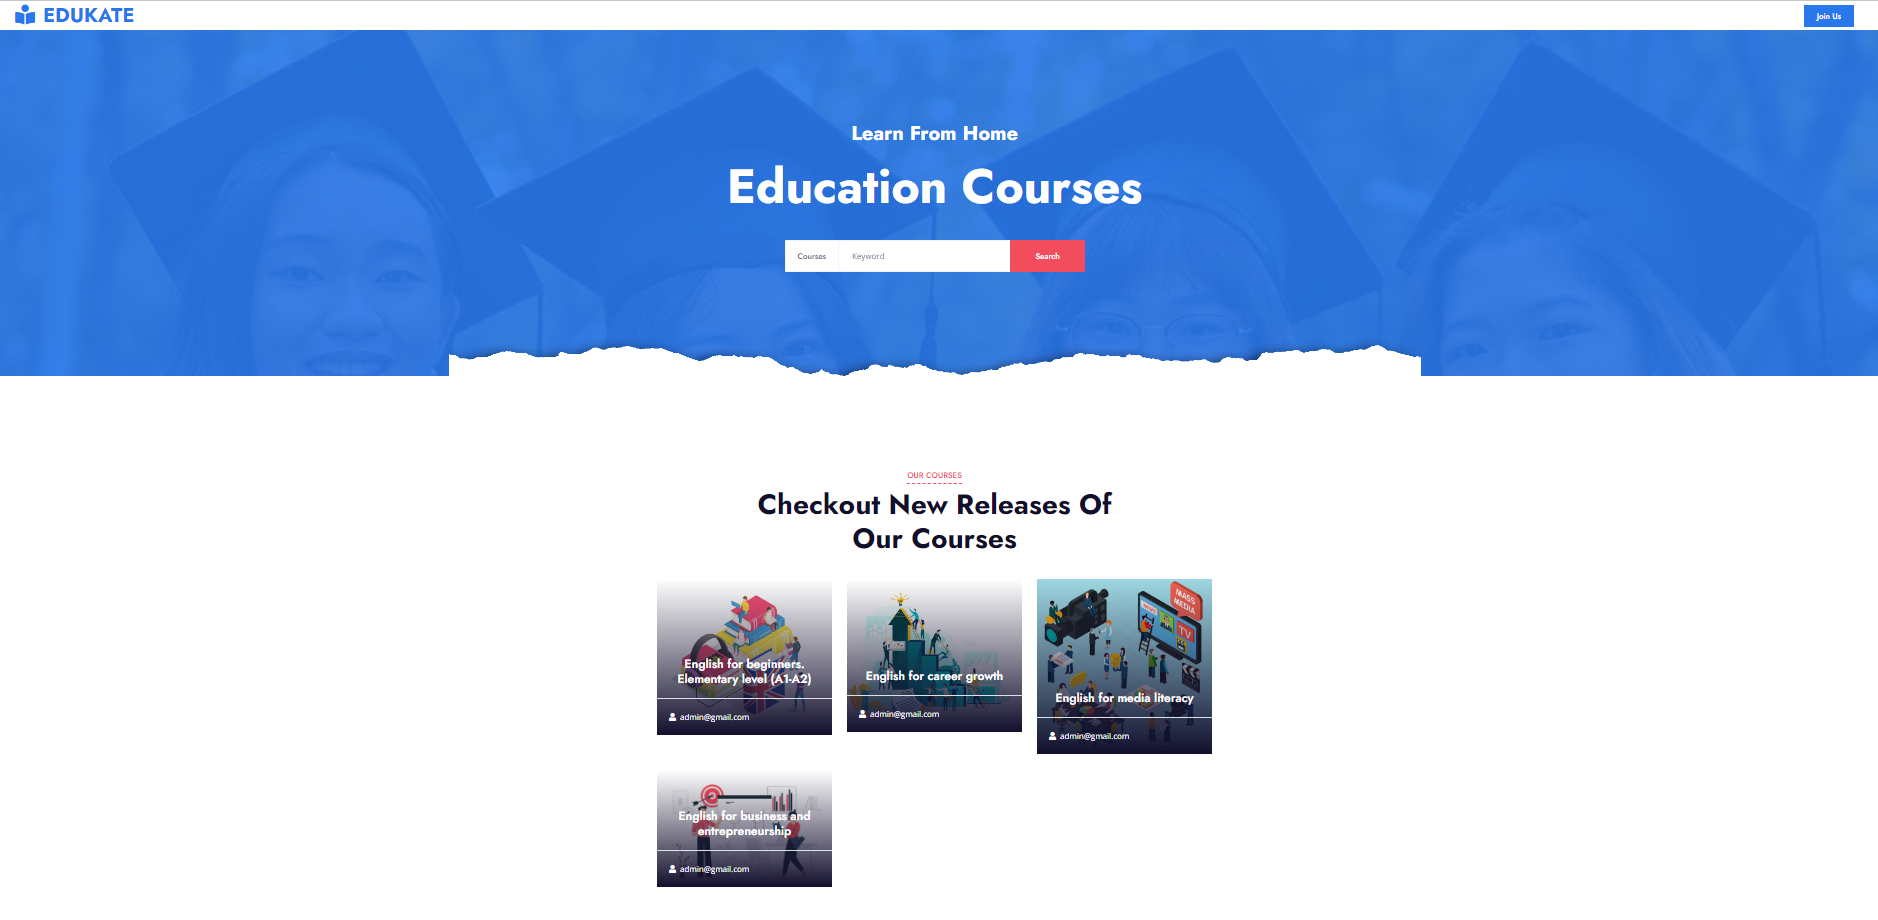 EDUKATE
Join Us
Learn From Home
Education Courses
Courses
Keyword
Search
OUR COURSES
Checkout New Releases Of
Our Courses
English for beginners.
Elementary level (A1-A2)
admin@gmail.com
English for career growth
admin@gmail.com
MASS
MEDIA
NEWS
TV
English for media literacy
admin@gmail.com
English for business and
entrepreneurship
admin@gmail.com